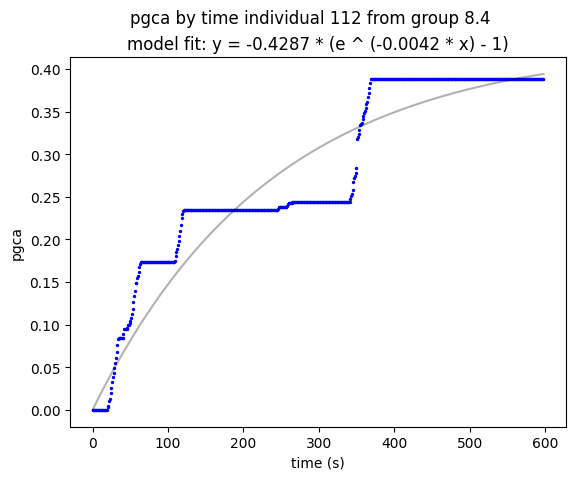 pgca by time individual 112 from group 8.4
model fit: y = -0.4287 * (e ^ (-0.0042 * x) - 1)
0.40
0.35
0.30
0.25
0.20
0.15
0.10
0.05
0.00
pgca
0 100 200 300 400 500 600
time (s)